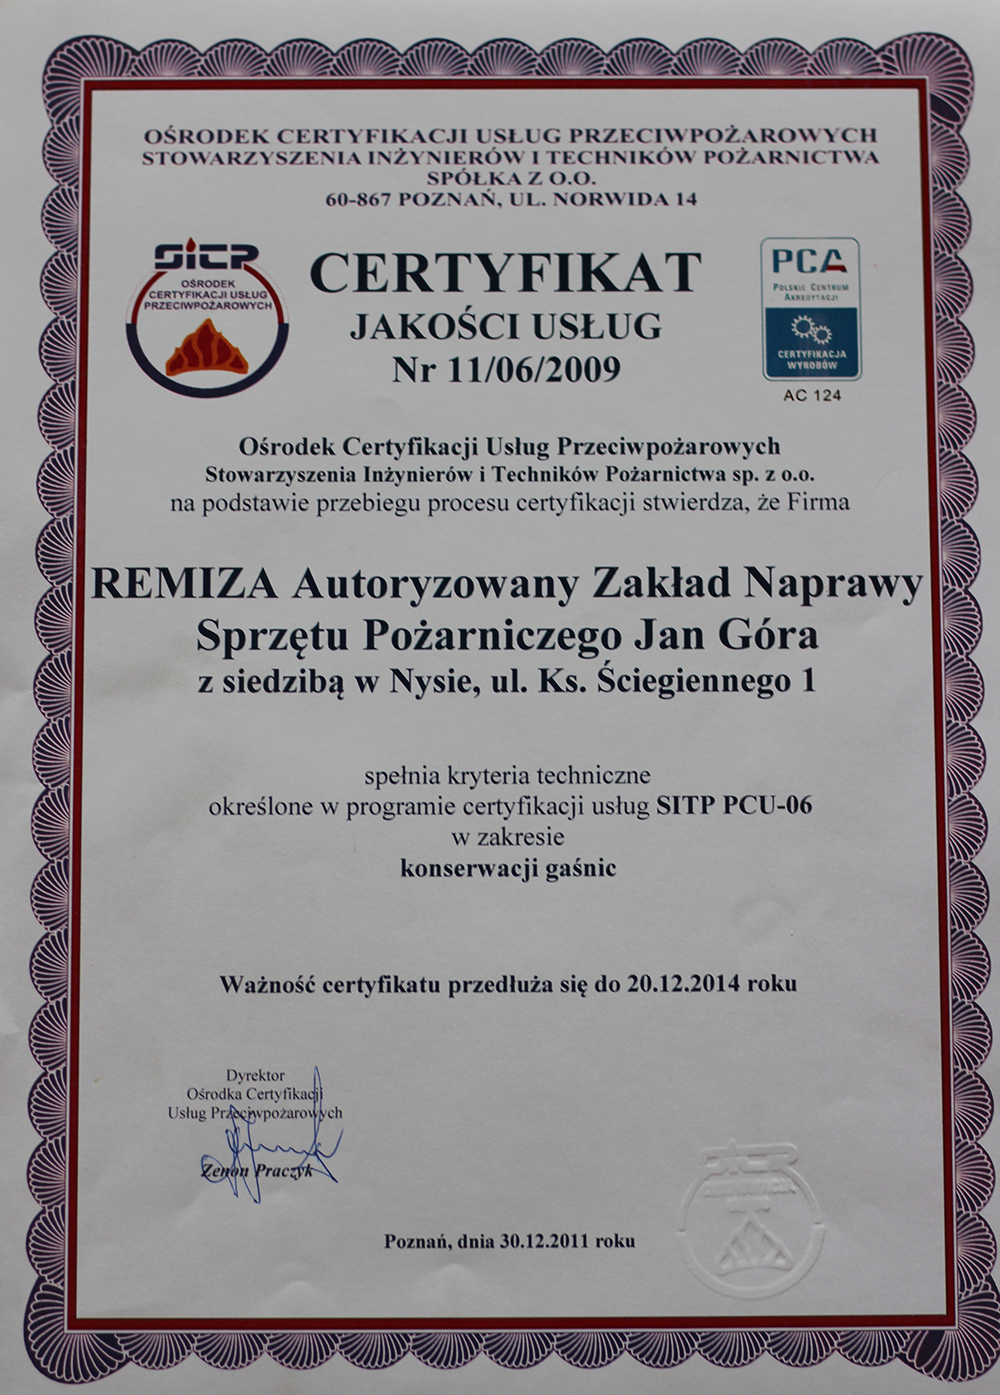 OŚRODEK CERTYFIKACJI USŁUG PRZECIWPOŻAROWYCH
STOWARZYSZENIA INŻYNIERÓW I TECHNIKÓW POŻARNICTWA
SPÓŁKA Z O.O.
60-867 POZNAŃ, UL. NORWIDA 14
SITP
OŚRODEK
CERTYFIKACJI USŁUG
PRZECIWPOŻAROWYCH
CERTYFIKAT
JAKOŚCI USŁUG
Nr 11/06/2009
PCA
POLSKIE CENTRUM
AKREDYTACJI
CERTYFIKACJA
WYROBÓW
AC 124
Ośrodek Certyfikacji Usług Przeciwpożarowych
Stowarzyszenia Inżynierów i Techników Pożarnictwa sp. z o.o.
na podstawie przebiegu procesu certyfikacji stwierdza, że Firma
REMIZA Autoryzowany Zakład Naprawy
Sprzętu Pożarniczego Jan Góra
z siedzibą w Nysie, ul. Ks. Ściegiennego 1
spełnia kryteria techniczne
określone w programie certyfikacji usług SITP PCU-06
w zakresie
konserwacji gaśnic
Ważność certyfikatu przedłuża się do 20.12.2014 roku
Dyrektor
Ośrodka Certyfikacji
Usług Przeciwpożarowych
Zenon Praczyk
SITP
Poznań, dnia 30.12.2011 roku